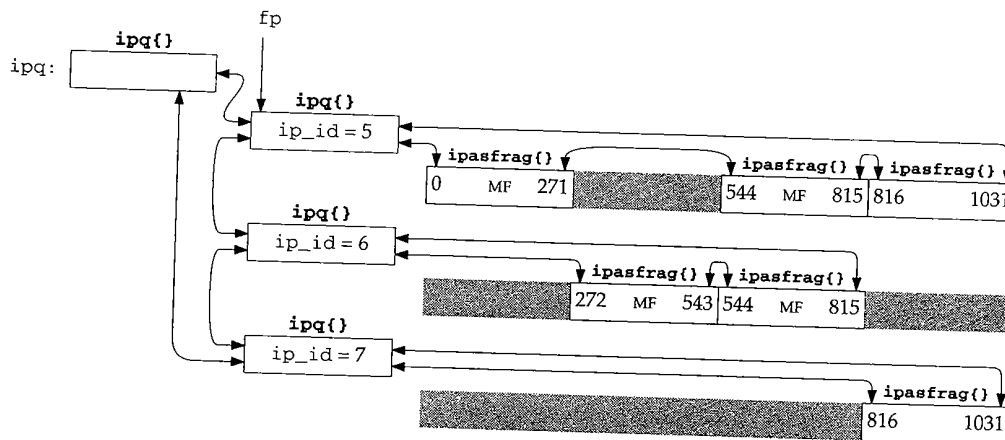 fp
ipq{}
ipq:
ipq{}
ip_id = 5
ipasfrag{} ipasfrag{} ipasfrag{}
0 MF 271 544 MF 815 816 1031
ipq{}
ip_id = 6
ipasfrag{} ipasfrag{}
272 MF 543 544 MF 815
ipq{}
ip_id = 7
ipasfrag{}
816 1031